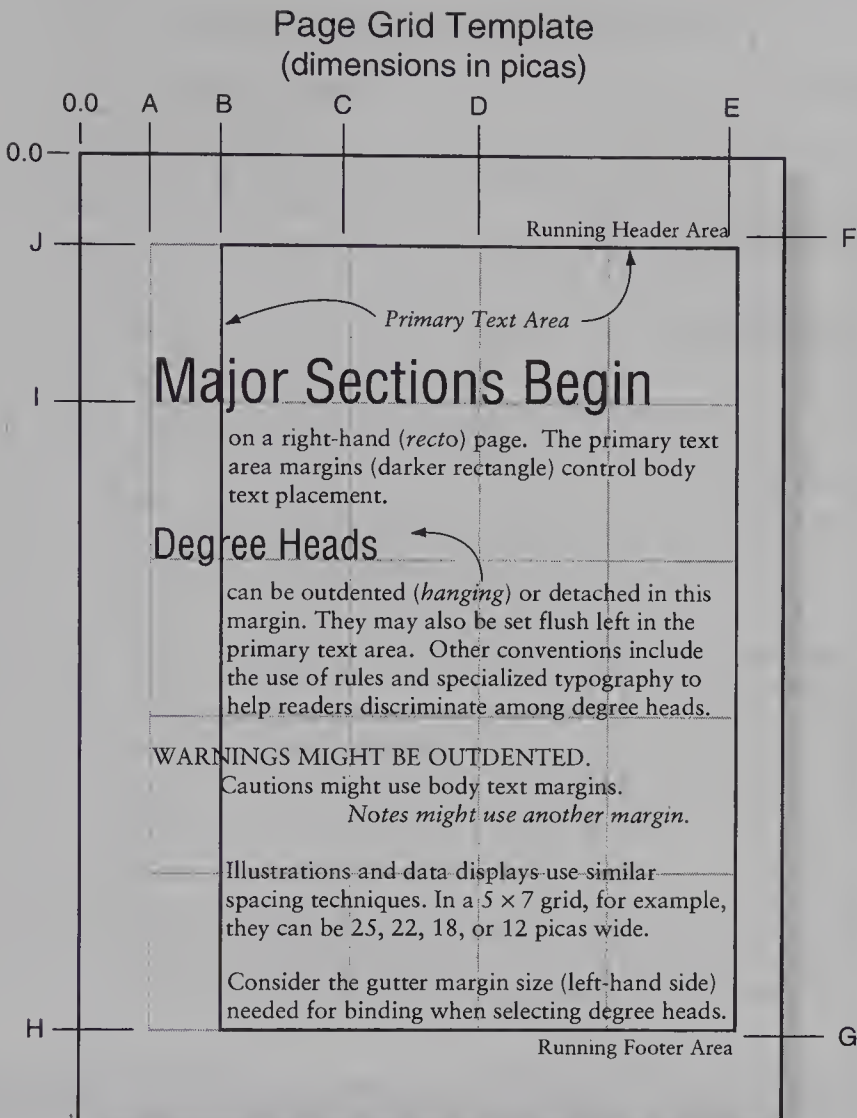 Page Grid Template
(dimensions in picas)
0.0 A B C D E
0.0
Running Header Area
J F
Primary Text Area
Major Sections Begin
I
on a right-hand (recto) page. The primary text
area margins (darker rectangle) control body
text placement.
Degree Heads
can be outdented (hanging) or detached in this
margin. They may also be set flush left in the
primary text area. Other conventions include
the use of rules and specialized typography to
help readers discriminate among degree heads.
WARNINGS MIGHT BE OUTDENTED.
Cautions might use body text margins.
Notes might use another margin.
Illustrations and data displays use similar
spacing techniques. In a 5 × 7 grid, for example,
they can be 25, 22, 18, or 12 picas wide.
Consider the gutter margin size (left-hand side)
needed for binding when selecting degree heads.
H G
Running Footer Area